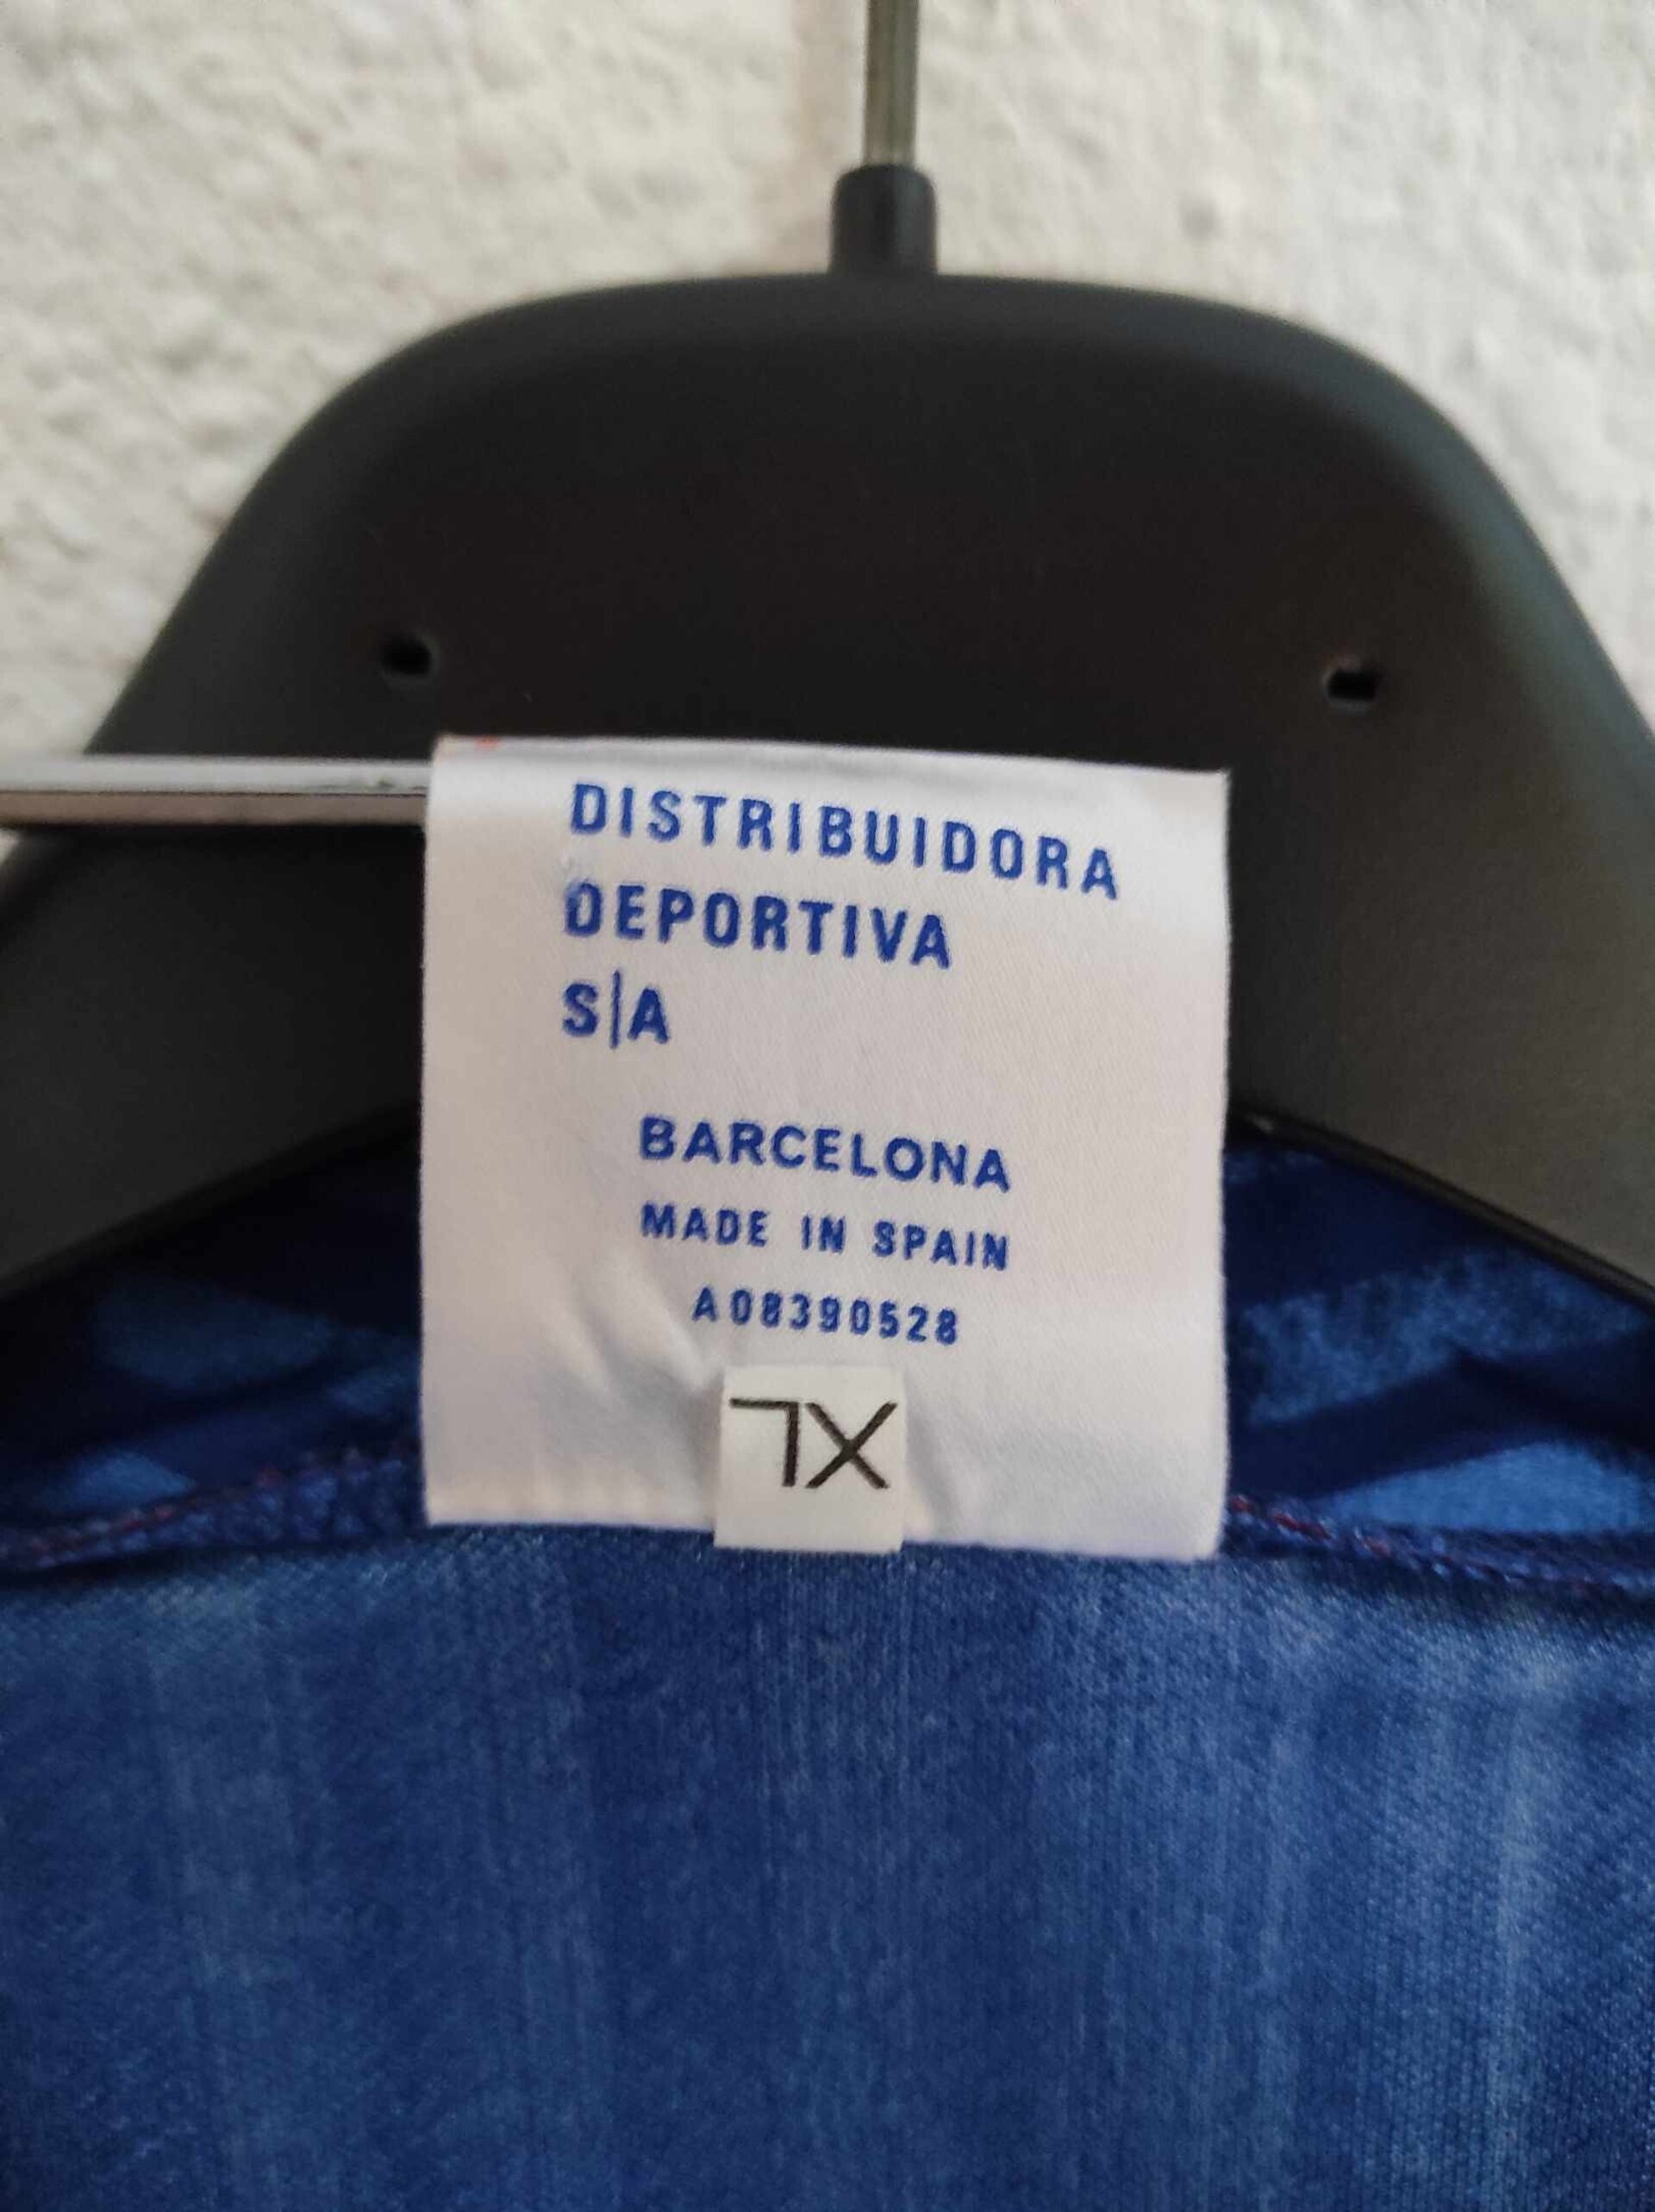 DISTRIBUIDORA
DEPORTIVA
S|A
BARCELONA
MADE IN SPAIN
A08390528
XL